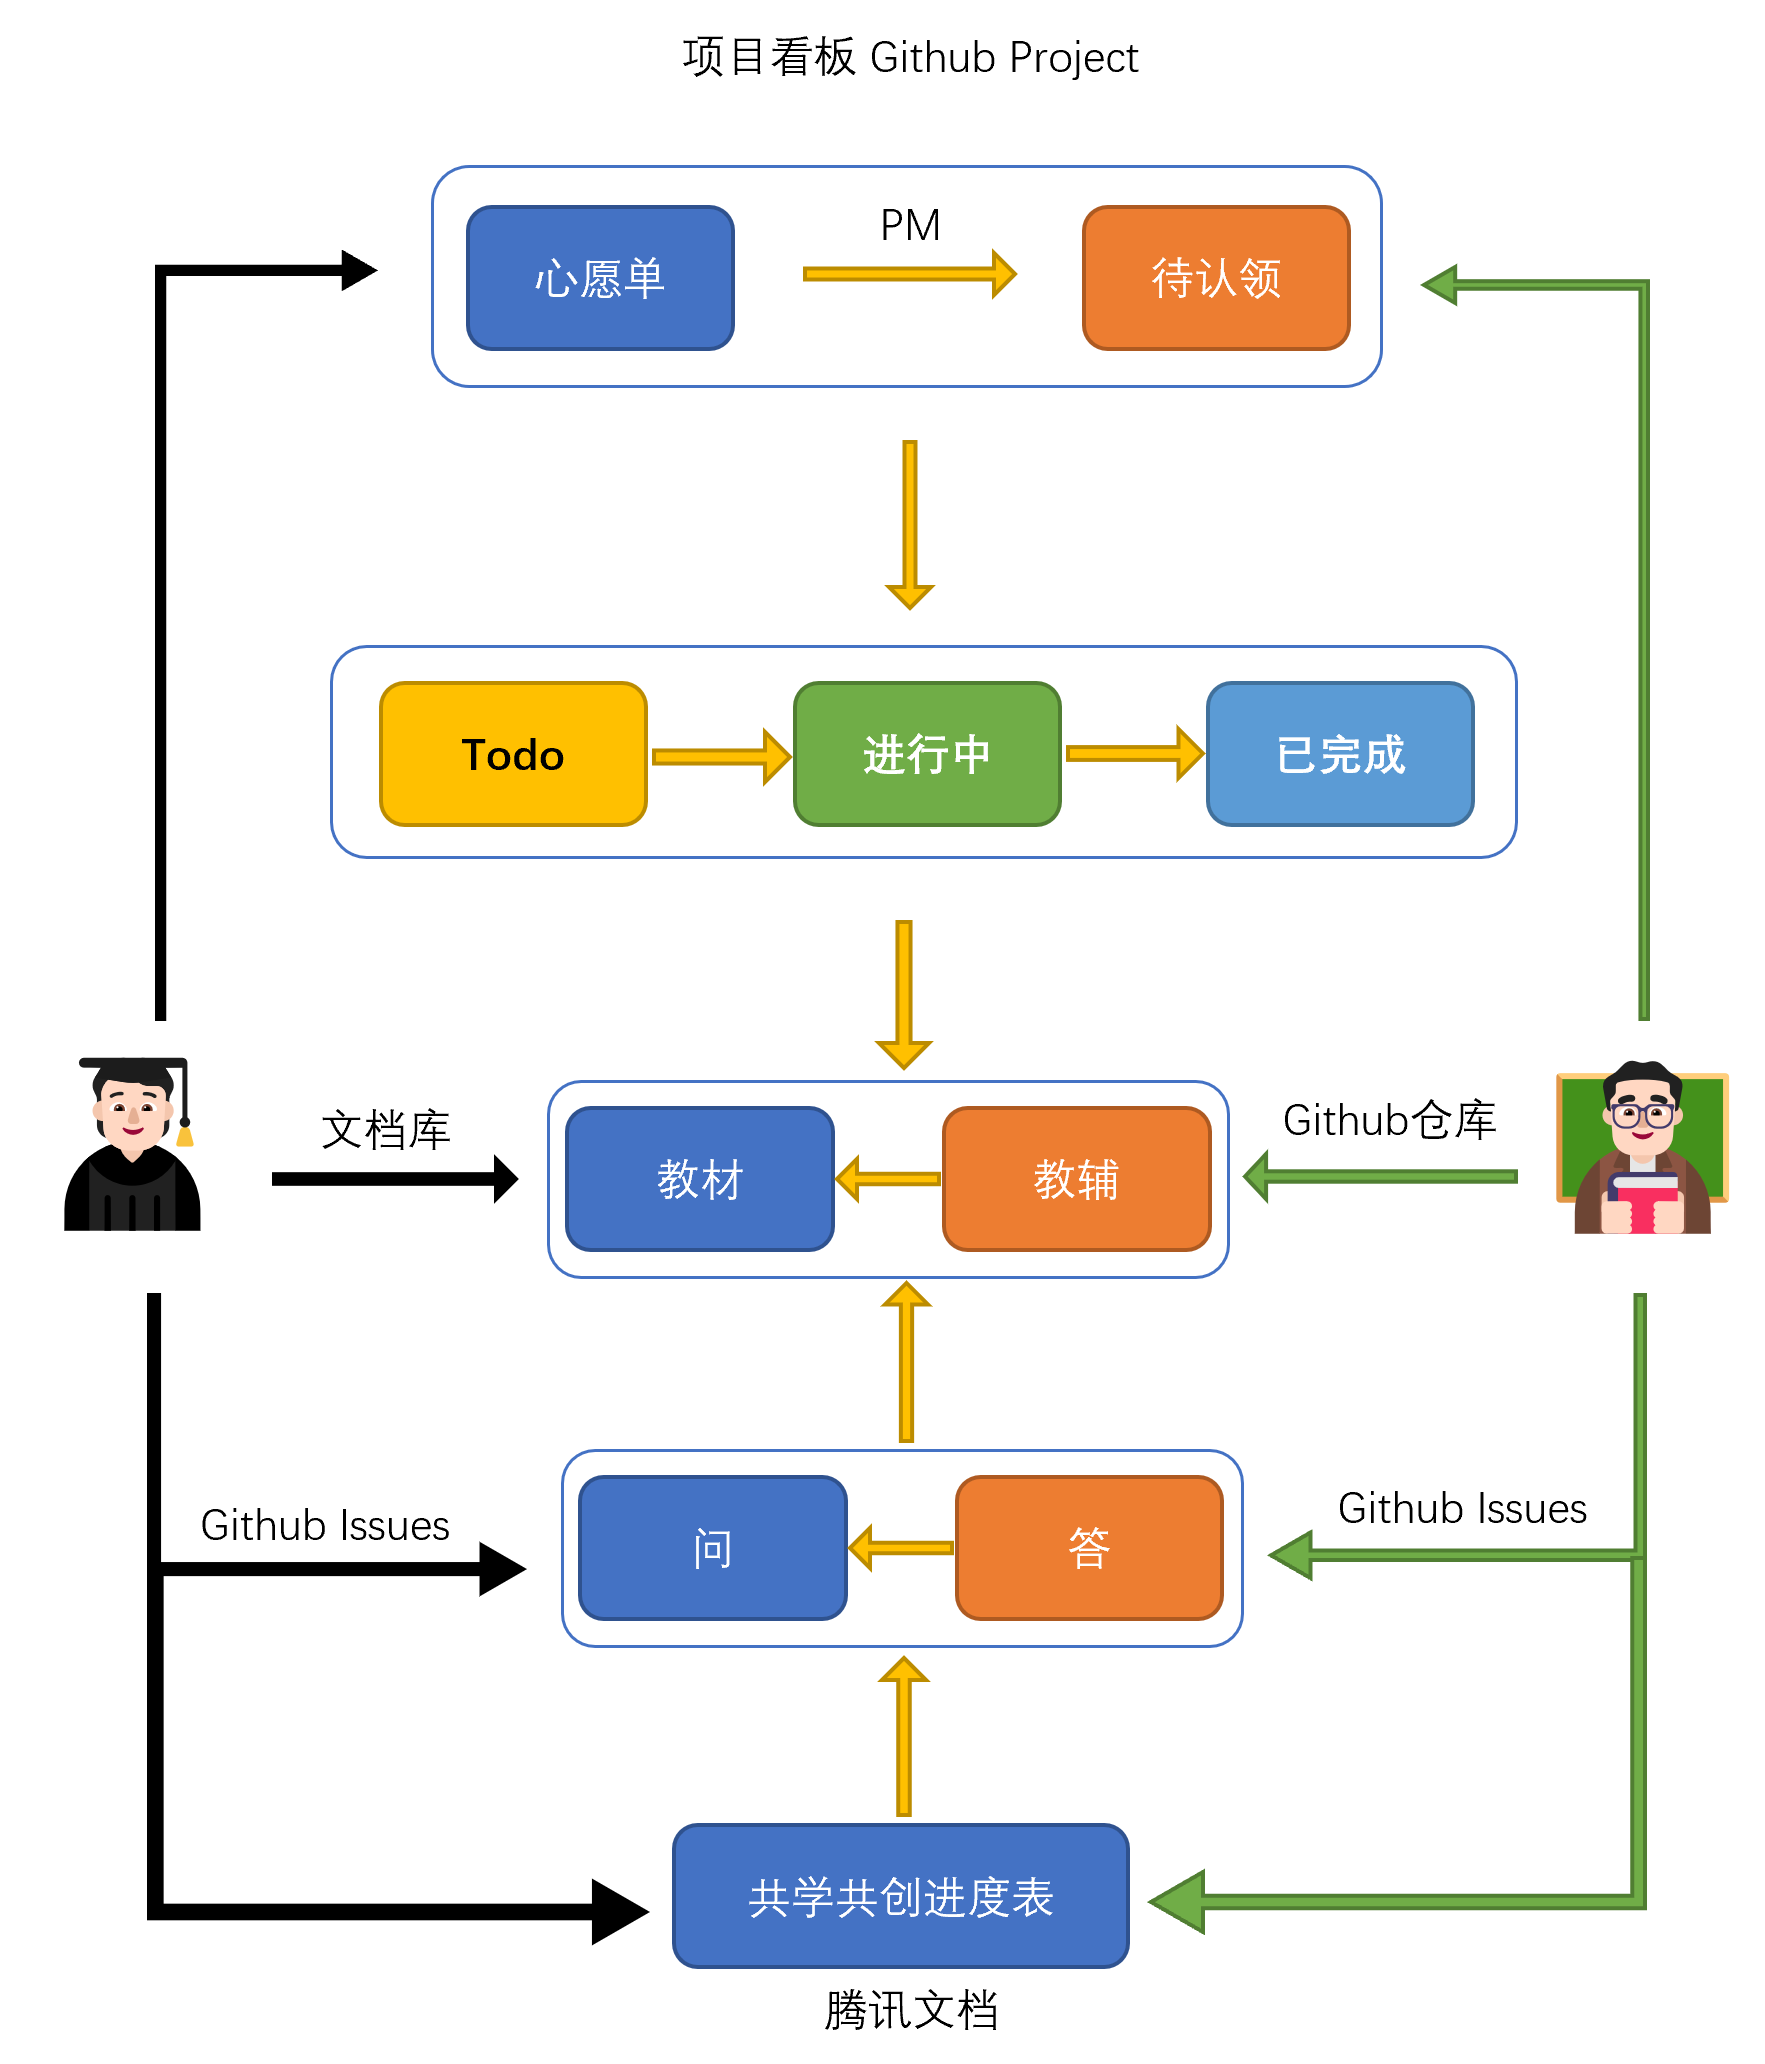 项目看板 Github Project
PM
心愿单
待认领
Todo
进行中
已完成
文档库
Github仓库
教材
教辅
Github Issues
Github Issues
问
答
共学共创进度表
腾讯文档